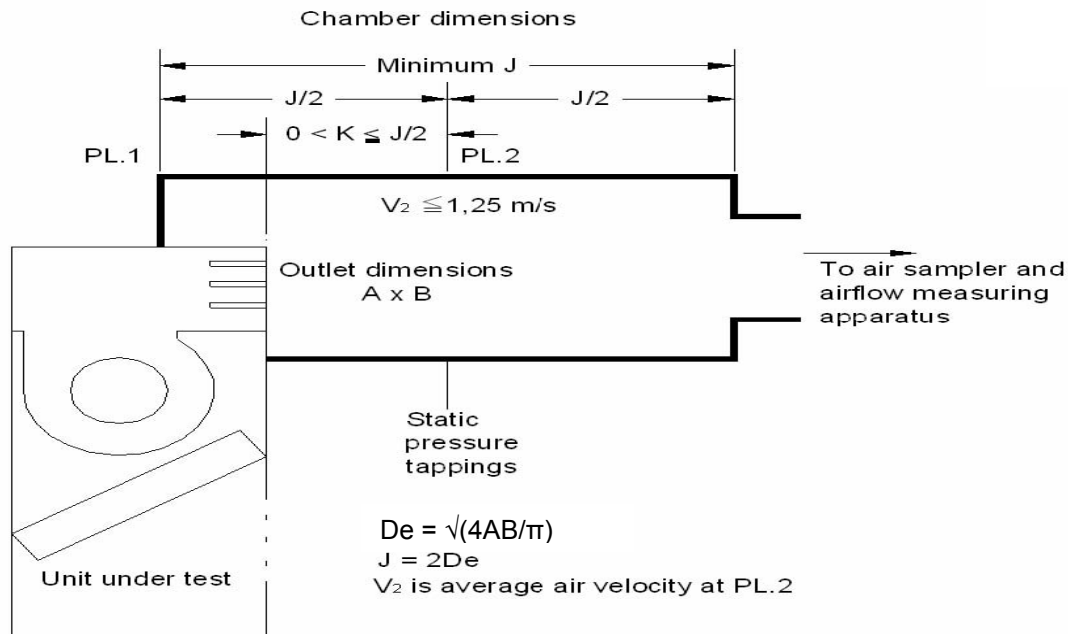 Chamber dimensions
Minimum J
J/2
J/2
0 < K ≦ J/2
PL.1
PL.2
V₂ ≦1,25 m/s
Outlet dimensions
A x B
To air sampler and
airflow measuring
apparatus
Static
pressure
tappings
De = √(4AB/π)
J = 2De
V₂ is average air velocity at PL.2
Unit under test